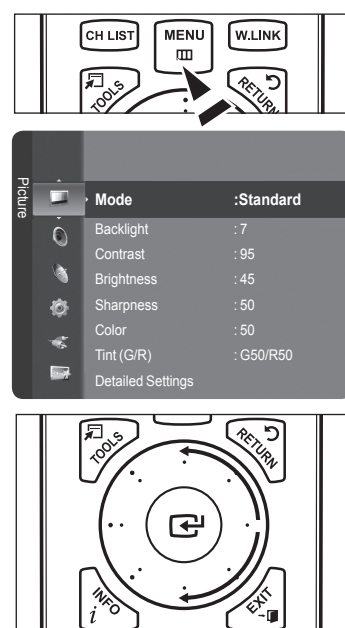 CH LIST MENU W.LINK
TOOLS RETURN
Picture
Mode :Standard
Backlight : 7
Contrast : 95
Brightness : 45
Sharpness : 50
Color : 50
Tint (G/R) : G50/R50
Detailed Settings
TOOLS RETURN
INFO EXIT
i